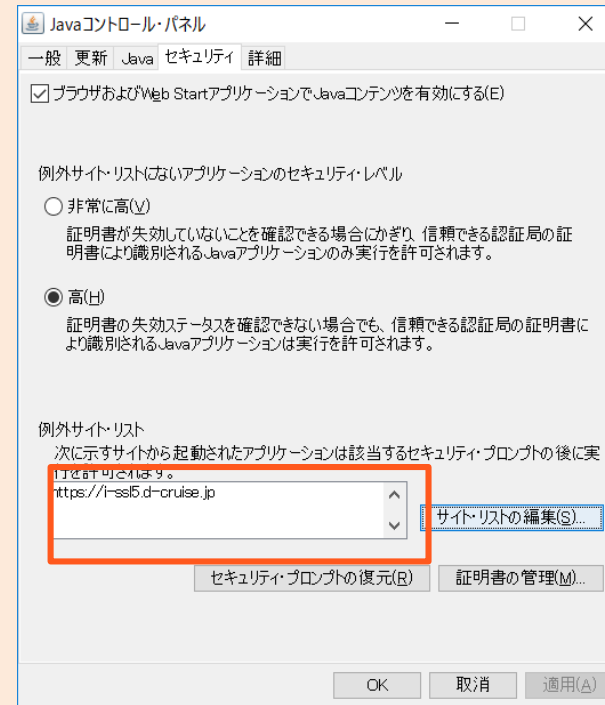 Javaコントロール・パネル
一般 更新 Java セキュリティ 詳細
ブラウザおよびWeb StartアプリケーションでJavaコンテンツを有効にする(E)
例外サイト・リストにないアプリケーションのセキュリティ・レベル
非常に高(V)
証明書が失効していないことを確認できる場合にかぎり、信頼できる認証局の証
明書により識別されるJavaアプリケーションのみ実行を許可されます。
高(H)
証明書の失効ステータスを確認できない場合でも、信頼できる認証局の証明書に
より識別されるJavaアプリケーションは実行を許可されます。
例外サイト・リスト
次に示すサイトから起動されたアプリケーションは該当するセキュリティ・プロンプトの後に実
行を許可されます。
https://i-ssl5.d-cruise.jp
サイト・リストの編集(S)...
セキュリティ・プロンプトの復元(R) 証明書の管理(M)...
OK 取消 適用(A)